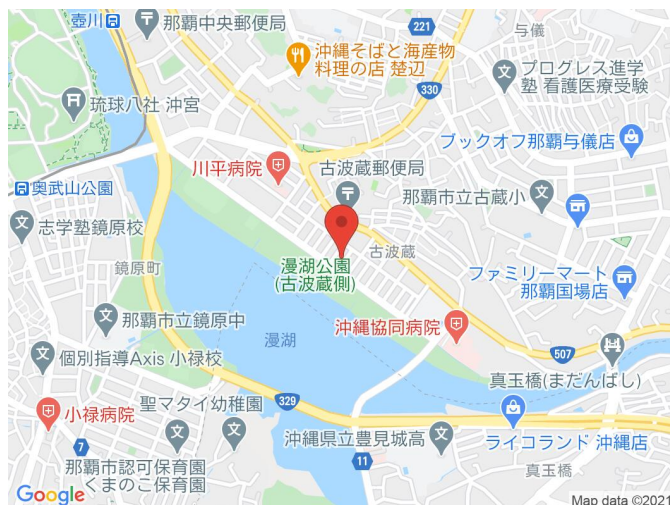 壺川
那覇中央郵便局
与儀
221
沖縄そばと海産物
料理の店 楚辺
プログレス進学
塾 看護医療受験
330
琉球八社 沖宮
ブックオフ那覇与儀店
川平病院
古波蔵郵便局
奥武山公園
那覇市立古蔵小
志学塾鏡原校
古波蔵
鏡原町
漫湖公園
(古波蔵側)
ファミリーマート
那覇国場店
那覇市立鏡原中
漫湖
沖縄協同病院
507
個別指導Axis 小禄校
真玉橋(まだんばし)
329
小禄病院
聖マタイ幼稚園
沖縄県立豊見城高
ライコランド 沖縄店
7
11
那覇市認可保育園
くまのこ保育園
真玉橋
Google
Map data ©2021